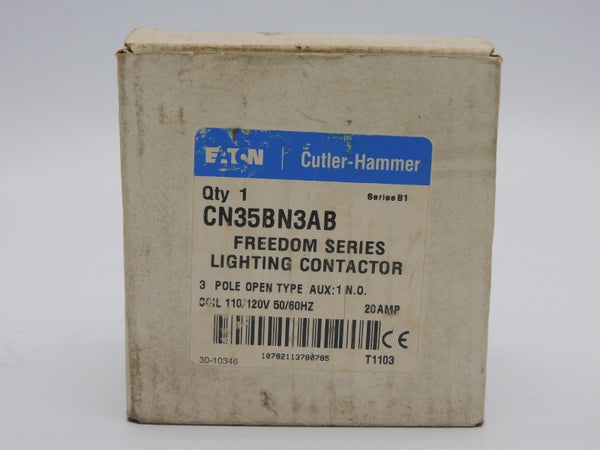 EATON | Cutler-Hammer
Qty 1 Series B1
CN35BN3AB
FREEDOM SERIES
LIGHTING CONTACTOR
3 POLE OPEN TYPE AUX:1 N.O.
COIL 110/120V 50/60HZ 20AMP
CE
30-10346 10782113780785 T1103